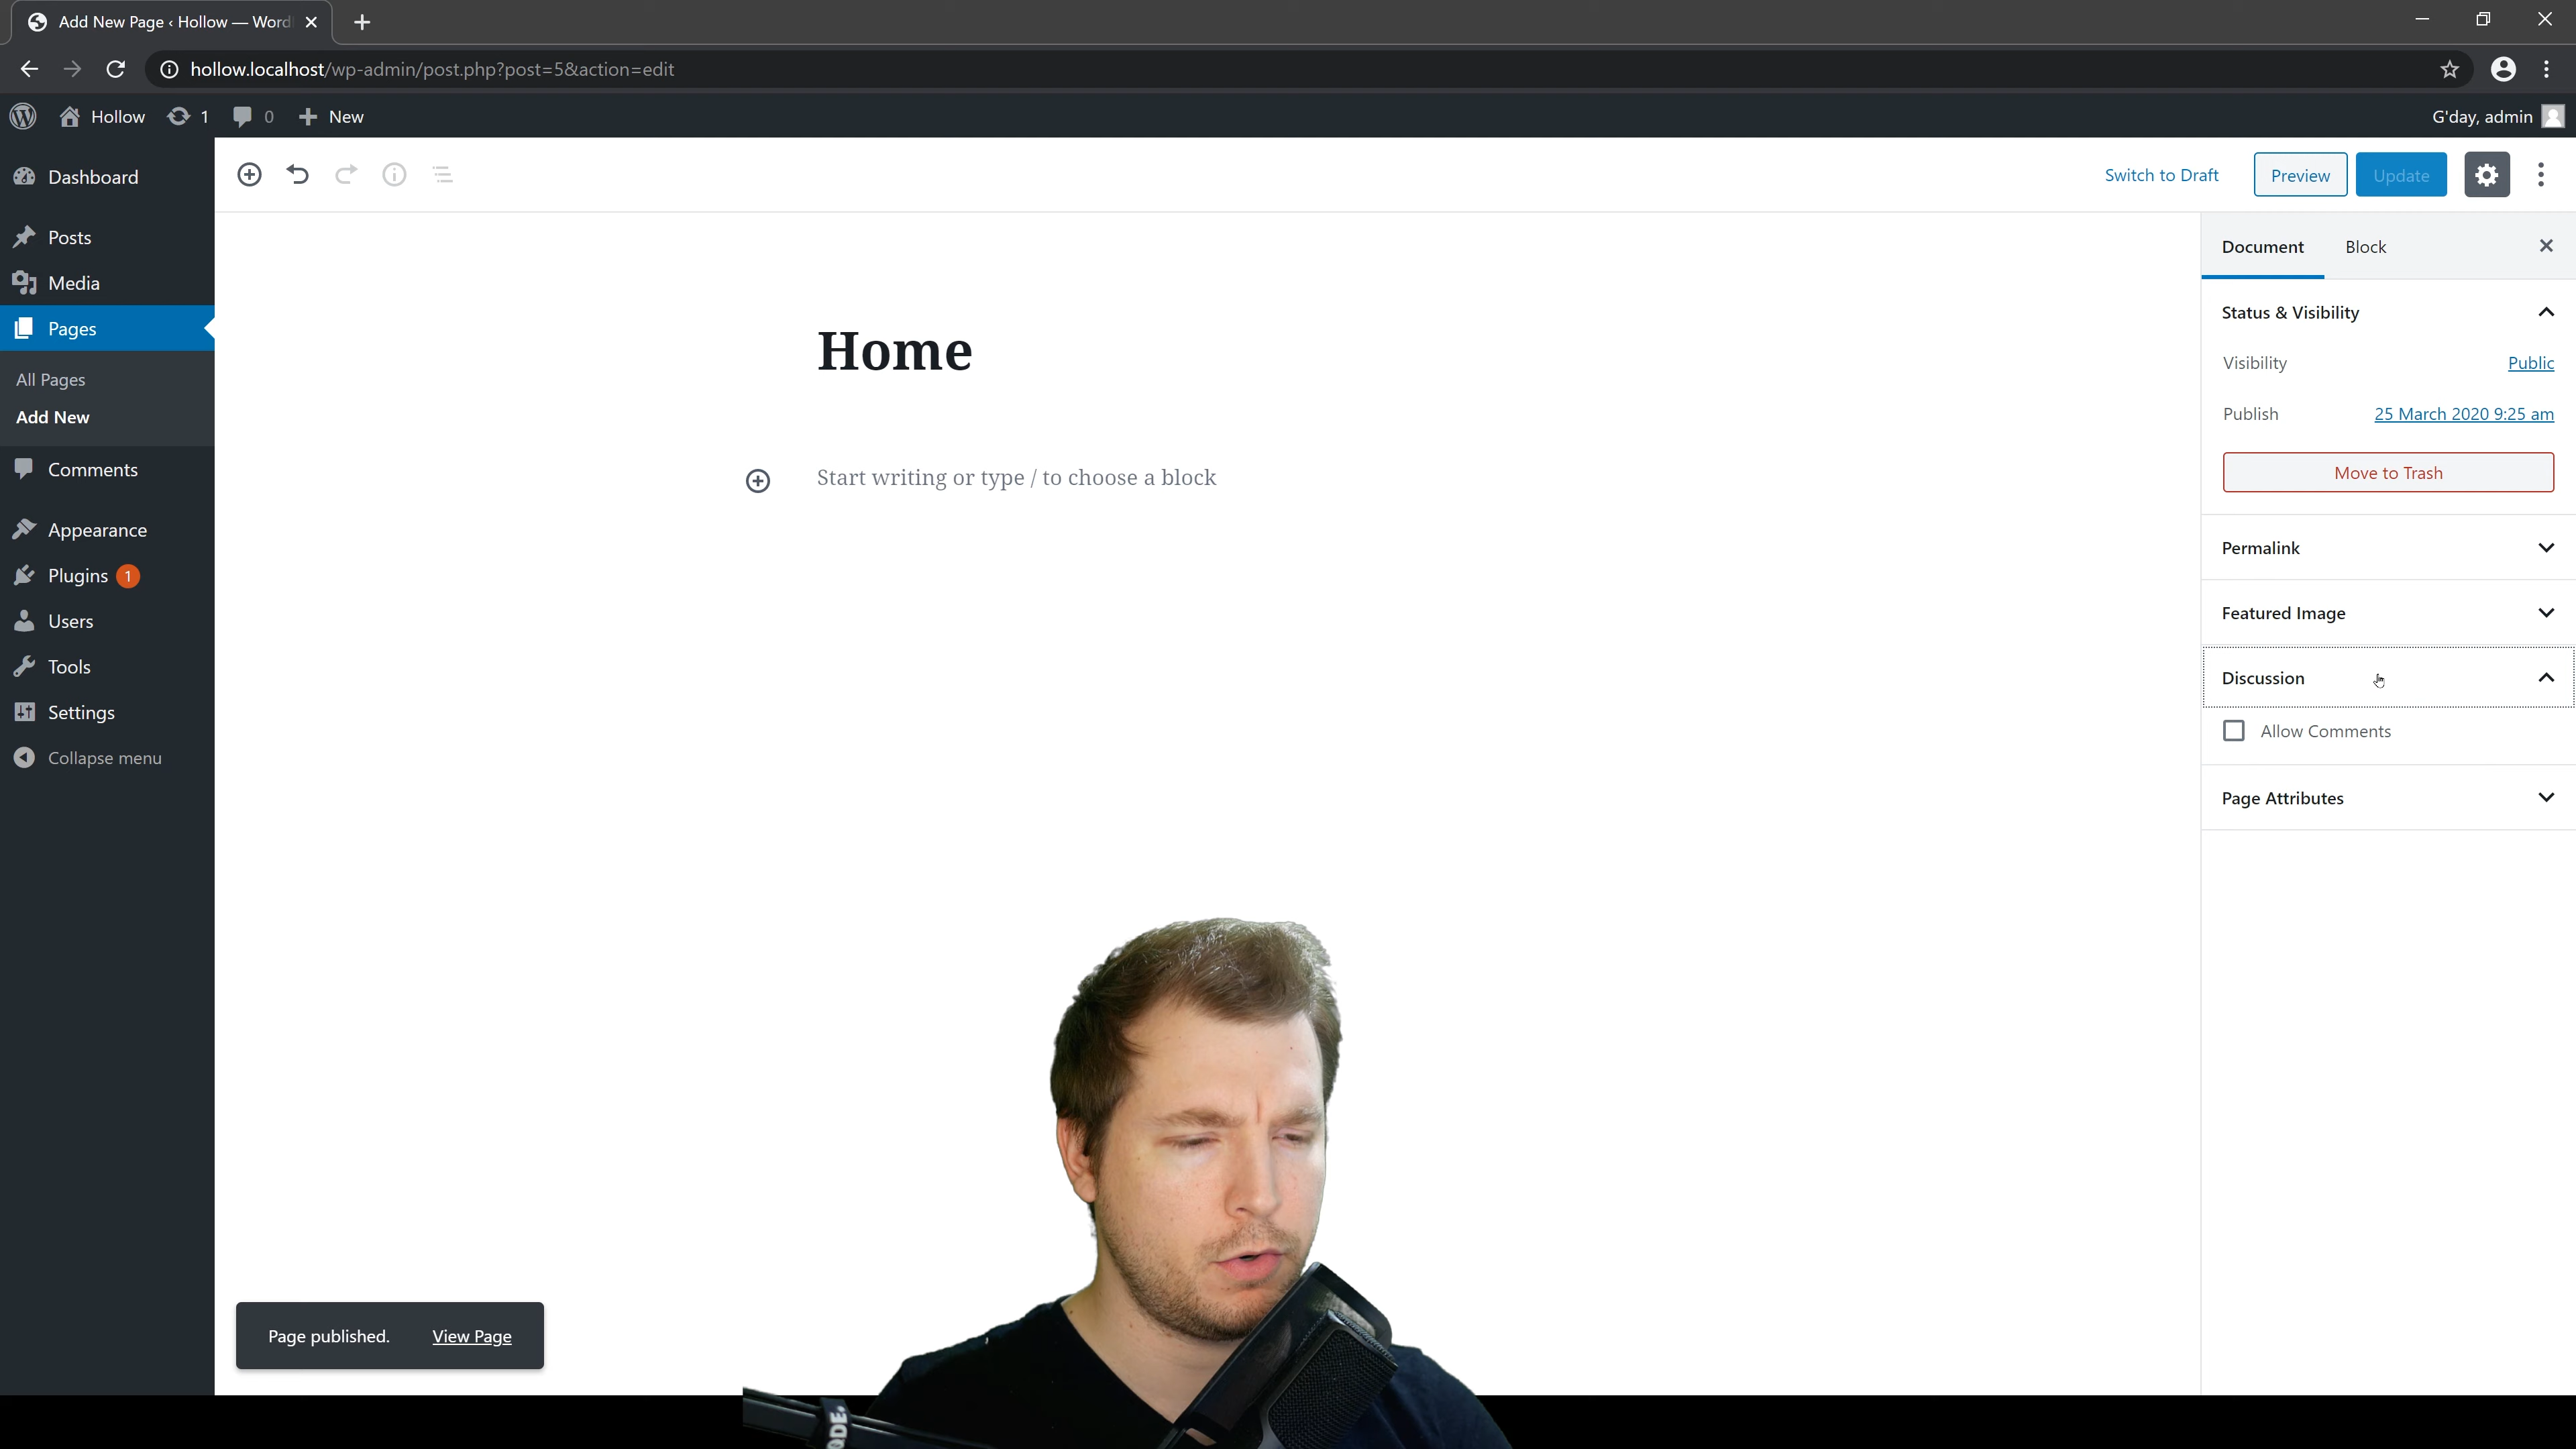 Add New Page ‹ Hollow — Word
hollow.localhost/wp-admin/post.php?post=5&action=edit
Hollow 1 0 New G'day, admin
Dashboard
Posts
Media
Pages
All Pages
Add New
Comments
Appearance
Plugins 1
Users
Tools
Settings
Collapse menu
Switch to Draft Preview Update
Home
Start writing or type / to choose a block
Page published. View Page
Document Block
Status & Visibility
Visibility Public
Publish 25 March 2020 9:25 am
Move to Trash
Permalink
Featured Image
Discussion
Allow Comments
Page Attributes